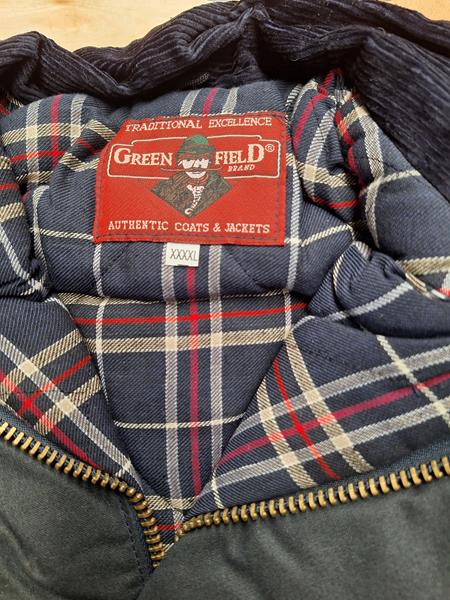 TRADITIONAL EXCELLENCE
GREEN FIELD®
BRAND
AUTHENTIC COATS & JACKETS
XXXXL